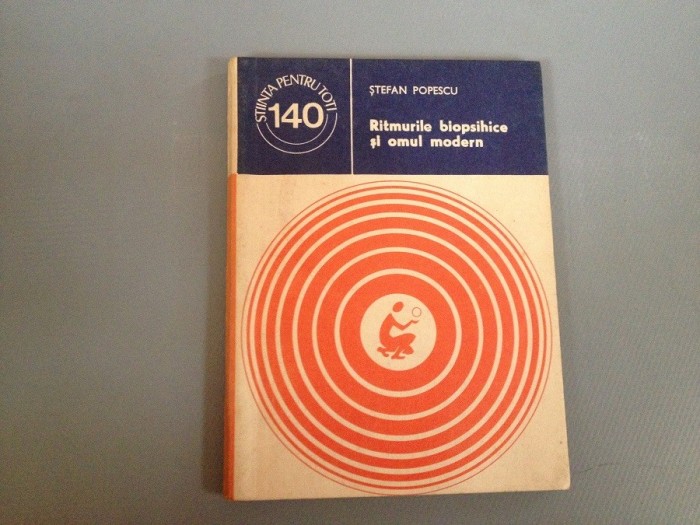 ȘTIINȚA PENTRU TOȚI
140
ȘTEFAN POPESCU
Ritmurile biopsihice
și omul modern